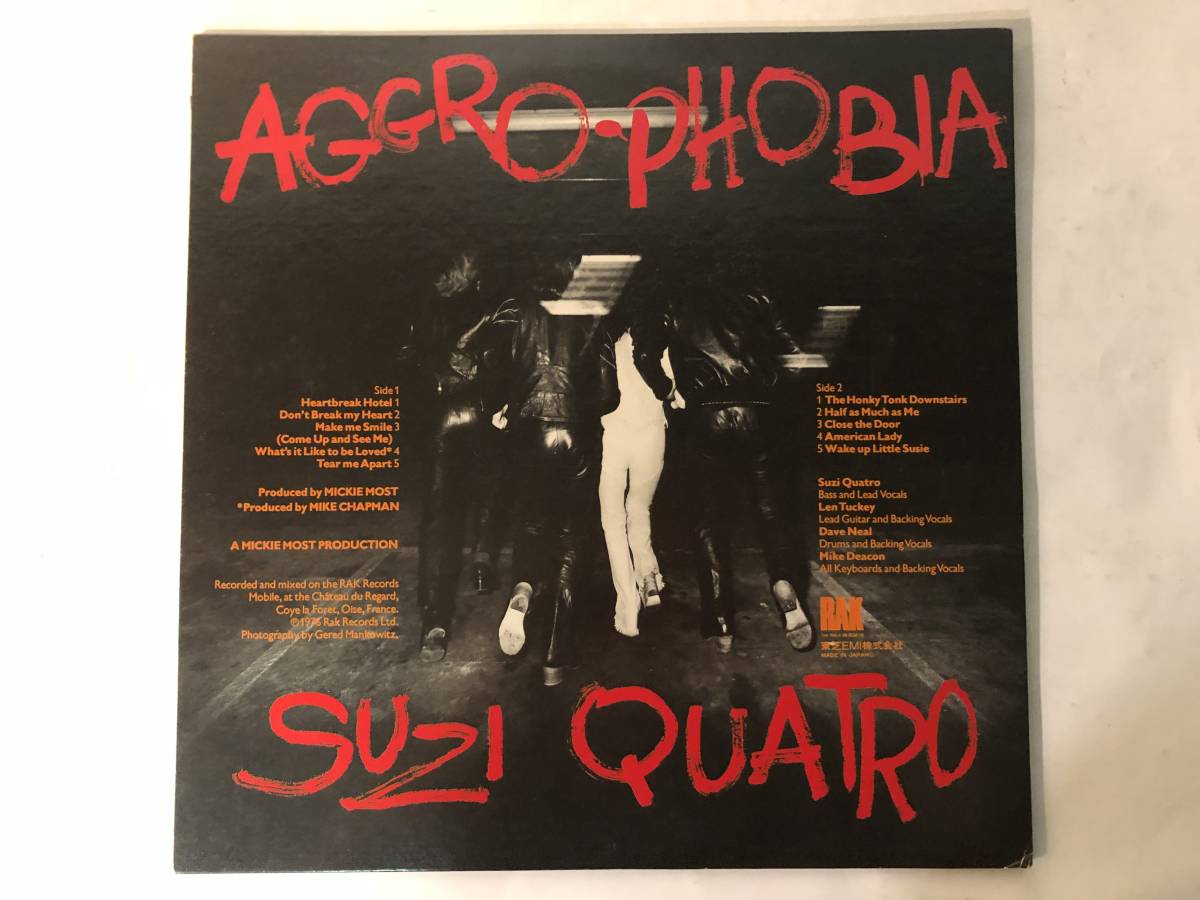 AGGRO-PHOBIA
Side 1
Heartbreak Hotel 1
Don't Break my Heart 2
Make me Smile 3
(Come Up and See Me)
What's it Like to be Loved* 4
Tear me Apart 5
Produced by MICKIE MOST
*Produced by MIKE CHAPMAN
A MICKIE MOST PRODUCTION
Recorded and mixed on the RAK Records
Mobile, at the Château du Regard,
Coye la Foret, Oise, France.
℗1976 Rak Records Ltd.
Photography by Gered Mankowitz.
Side 2
1 The Honky Tonk Downstairs
2 Half as Much as Me
3 Close the Door
4 American Lady
5 Wake up Little Susie
Suzi Quatro
Bass and Lead Vocals
Len Tuckey
Lead Guitar and Backing Vocals
Dave Neal
Drums and Backing Vocals
Mike Deacon
All Keyboards and Backing Vocals
RAK
東芝EMI株式会社
MADE IN JAPAN
SUZI QUATRO